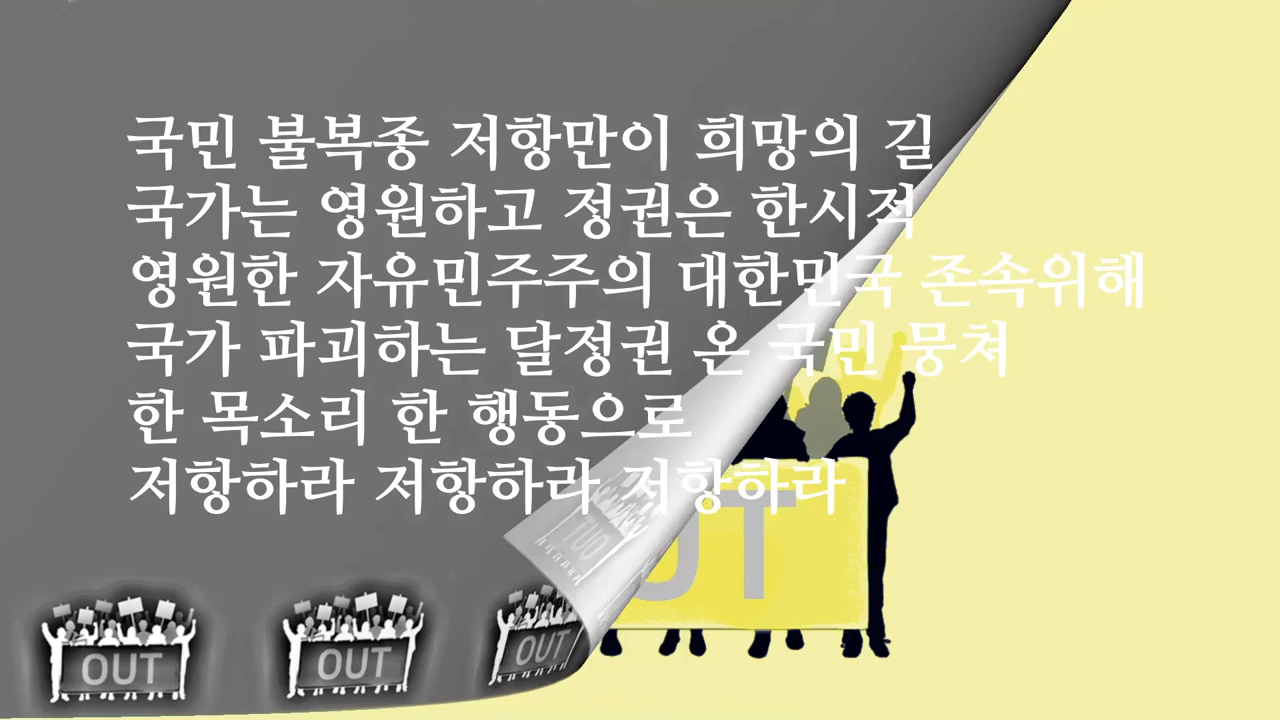 국민 불복종 저항만이 희망의 길
국가는 영원하고 정권은 한시적
영원한 자유민주주의 대한민국 존속위해
국가 파괴하는 달정권 온 국민 뭉쳐
한 목소리 한 행동으로
저항하라 저항하라 저항하라
OUT
OUT
OUT
OUT
UT